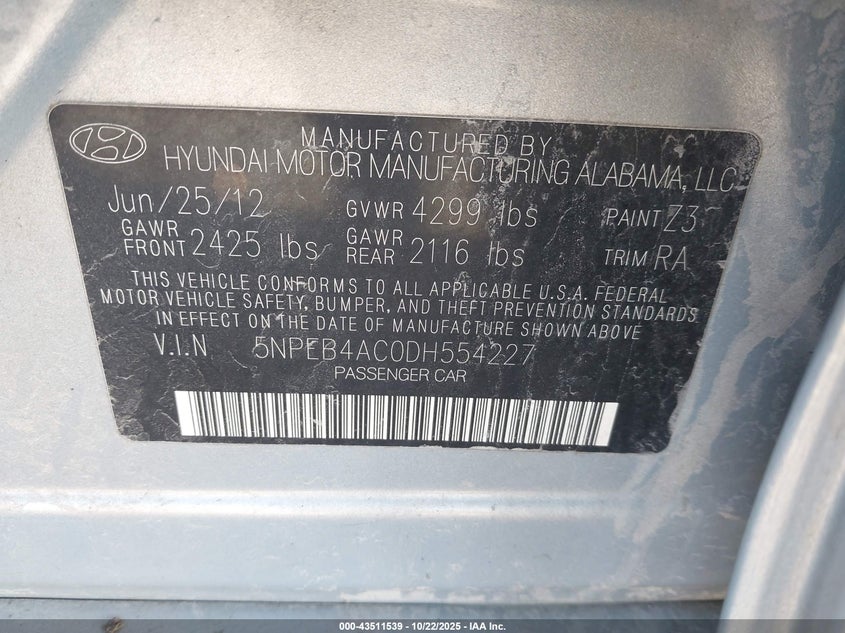 MANUFACTURED BY
HYUNDAI MOTOR MANUFACTURING ALABAMA, LLC
Jun/25/12 GVWR 4299 lbs PAINT Z3
GAWR FRONT 2425 lbs GAWR REAR 2116 lbs TRIM RA
THIS VEHICLE CONFORMS TO ALL APPLICABLE U.S.A. FEDERAL
MOTOR VEHICLE SAFETY, BUMPER, AND THEFT PREVENTION STANDARDS
IN EFFECT ON THE DATE OF MANUFACTURE SHOWN ABOVE
V.I.N 5NPEB4AC0DH554227
PASSENGER CAR
000-43511539 - 10/22/2025 - IAA Inc.